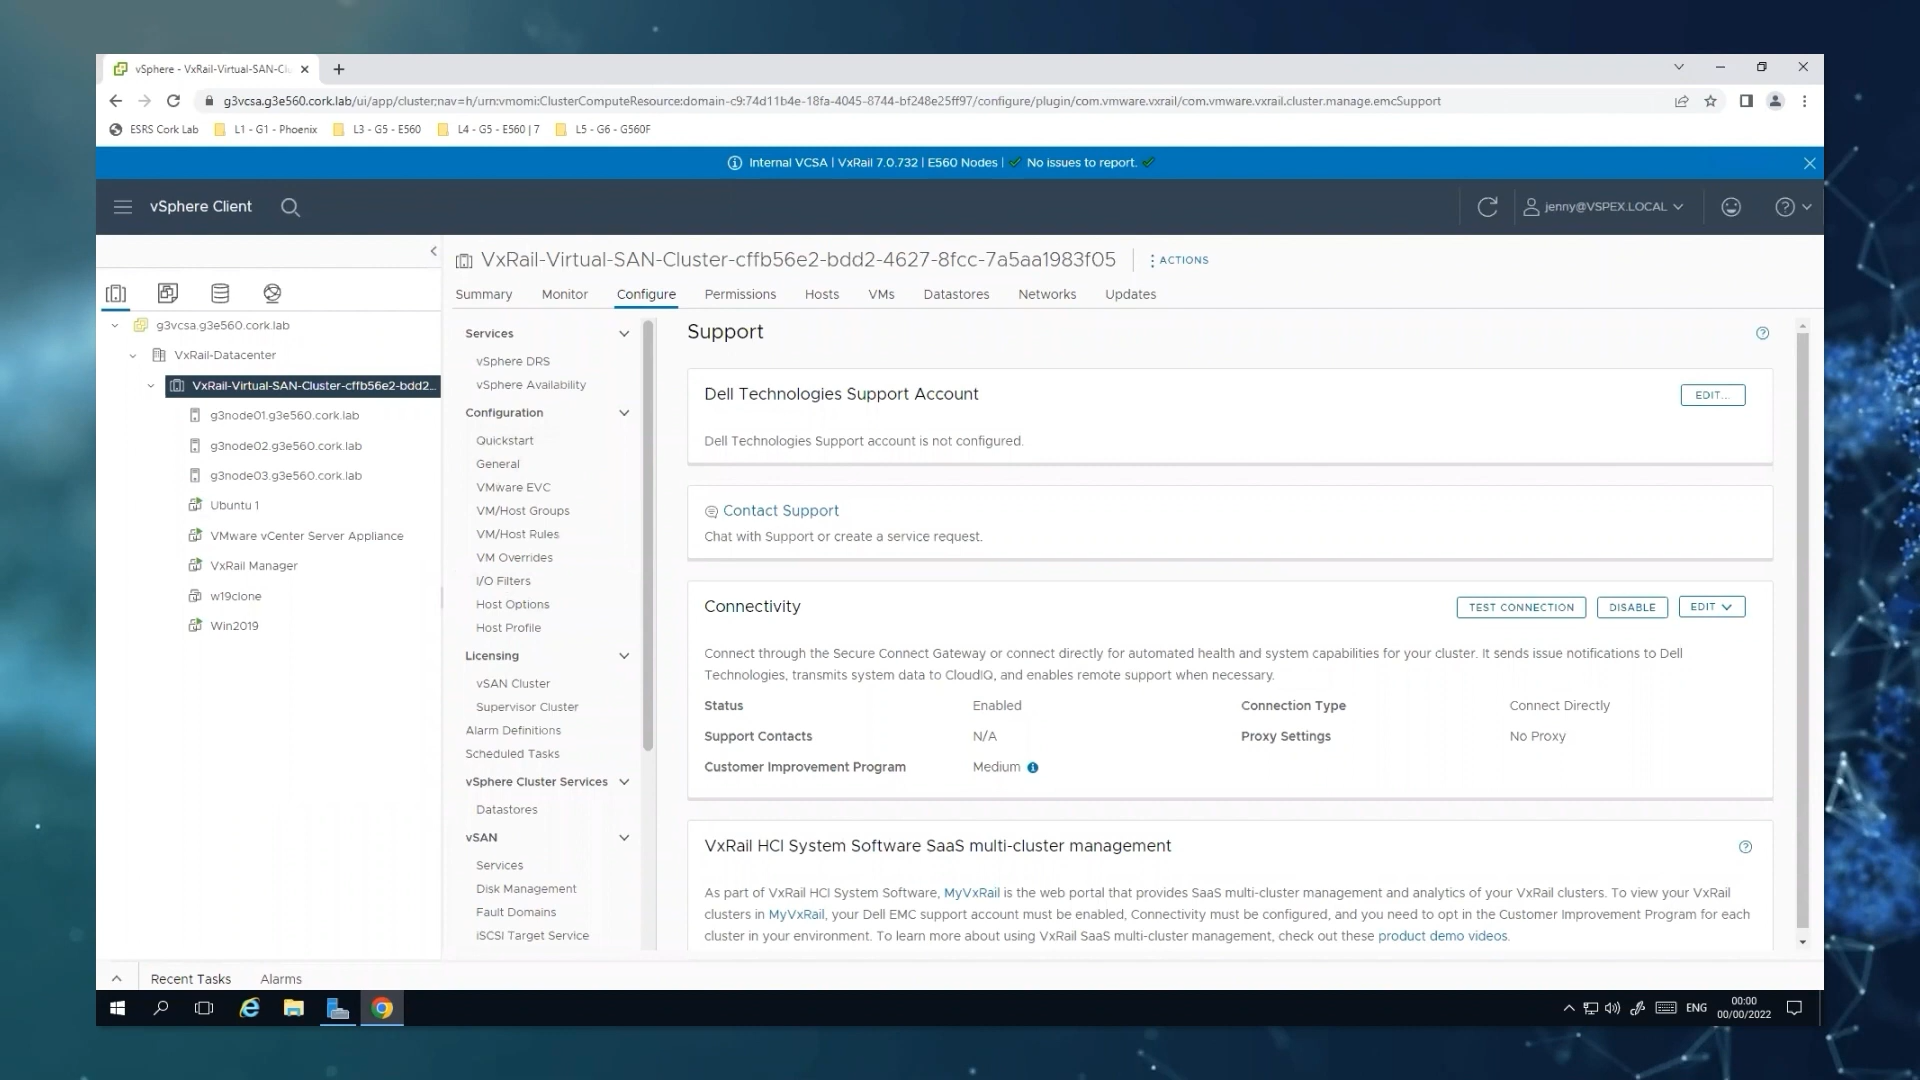 vSphere - VxRail-Virtual-SAN-Clu
g3vcsa.g3e560.cork.lab/ui/app/cluster;nav=h/urn:vmomi:ClusterComputeResource:domain-c9:74d11b4e-18fa-4045-8744-bf248e25ff97/configure/plugin/com.vmware.vxrail/com.vmware.vxrail.cluster.manage.emcSupport
ESRS Cork Lab
L1 - G1 - Phoenix
L3 - G5 - E560
L4 - G5 - E560 | 7
L5 - G6 - G560F
Internal VCSA | VxRail 7.0.732 | E560 Nodes | ✔ No issues to report. ✔
vSphere Client
jenny@VSPEX.LOCAL
g3vcsa.g3e560.cork.lab
VxRail-Datacenter
VxRail-Virtual-SAN-Cluster-cffb56e2-bdd2...
g3node01.g3e560.cork.lab
g3node02.g3e560.cork.lab
g3node03.g3e560.cork.lab
Ubuntu 1
VMware vCenter Server Appliance
VxRail Manager
w19clone
Win2019
VxRail-Virtual-SAN-Cluster-cffb56e2-bdd2-4627-8fcc-7a5aa1983f05
ACTIONS
Summary
Monitor
Configure
Permissions
Hosts
VMs
Datastores
Networks
Updates
Services
vSphere DRS
vSphere Availability
Configuration
Quickstart
General
VMware EVC
VM/Host Groups
VM/Host Rules
VM Overrides
I/O Filters
Host Options
Host Profile
Licensing
vSAN Cluster
Supervisor Cluster
Alarm Definitions
Scheduled Tasks
vSphere Cluster Services
Datastores
vSAN
Services
Disk Management
Fault Domains
iSCSI Target Service
Support
Dell Technologies Support Account
EDIT...
Dell Technologies Support account is not configured.
Contact Support
Chat with Support or create a service request.
Connectivity
TEST CONNECTION
DISABLE
EDIT
Connect through the Secure Connect Gateway or connect directly for automated health and system capabilities for your cluster. It sends issue notifications to Dell
Technologies, transmits system data to CloudIQ, and enables remote support when necessary.
Status
Enabled
Connection Type
Connect Directly
Support Contacts
N/A
Proxy Settings
No Proxy
Customer Improvement Program
Medium
VxRail HCI System Software SaaS multi-cluster management
As part of VxRail HCI System Software, MyVxRail is the web portal that provides SaaS multi-cluster management and analytics of your VxRail clusters. To view your VxRail
clusters in MyVxRail, your Dell EMC support account must be enabled, Connectivity must be configured, and you need to opt in the Customer Improvement Program for each
cluster in your environment. To learn more about using VxRail SaaS multi-cluster management, check out these product demo videos.
Recent Tasks
Alarms
ENG
00:00
00/00/2022